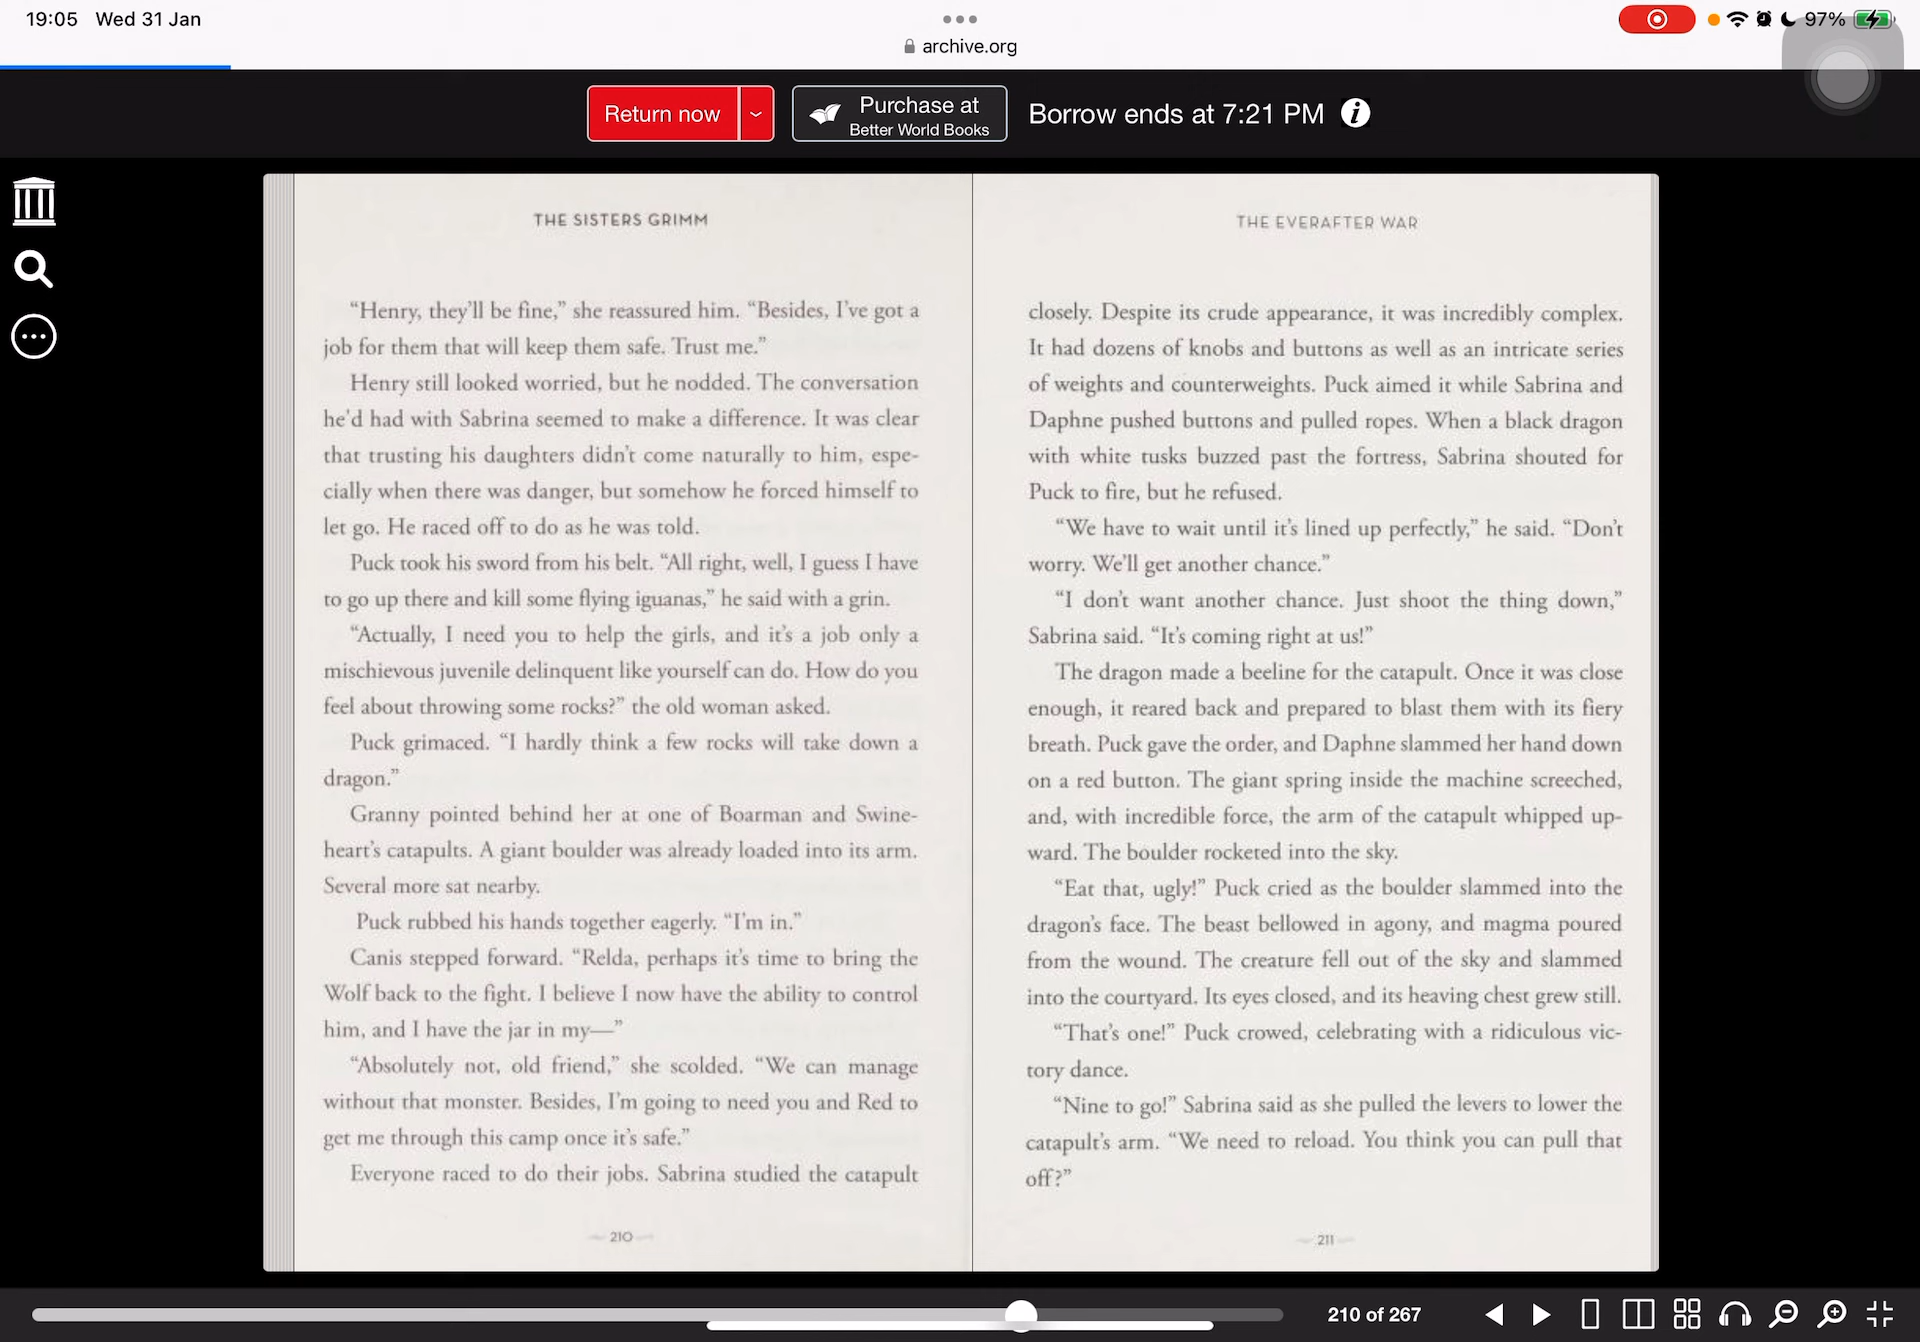 19:05 Wed 31 Jan
97%
archive.org
Return now
Purchase at
Better World Books
Borrow ends at 7:21 PM
THE SISTERS GRIMM
“Henry, they’ll be fine,” she reassured him. “Besides, I’ve got a
job for them that will keep them safe. Trust me.”
Henry still looked worried, but he nodded. The conversation
he'd had with Sabrina seemed to make a difference. It was clear
that trusting his daughters didn’t come naturally to him, espe-
cially when there was danger, but somehow he forced himself to
let go. He raced off to do as he was told.
Puck took his sword from his belt. “All right, well, I guess I have
to go up there and kill some flying iguanas,” he said with a grin.
“Actually, I need you to help the girls, and it’s a job only a
mischievous juvenile delinquent like yourself can do. How do you
feel about throwing some rocks?” the old woman asked.
Puck grimaced. “I hardly think a few rocks will take down a
dragon.”
Granny pointed behind her at one of Boarman and Swine-
heart’s catapults. A giant boulder was already loaded into its arm.
Several more sat nearby.
Puck rubbed his hands together eagerly. “I’m in.”
Canis stepped forward. “Relda, perhaps it’s time to bring the
Wolf back to the fight. I believe I now have the ability to control
him, and I have the jar in my—”
“Absolutely not, old friend,” she scolded. “We can manage
without that monster. Besides, I’m going to need you and Red to
get me through this camp once it’s safe.”
Everyone raced to do their jobs. Sabrina studied the catapult
210
THE EVERAFTER WAR
closely. Despite its crude appearance, it was incredibly complex.
It had dozens of knobs and buttons as well as an intricate series
of weights and counterweights. Puck aimed it while Sabrina and
Daphne pushed buttons and pulled ropes. When a black dragon
with white tusks buzzed past the fortress, Sabrina shouted for
Puck to fire, but he refused.
“We have to wait until it’s lined up perfectly,” he said. “Don’t
worry. We’ll get another chance.”
“I don’t want another chance. Just shoot the thing down,”
Sabrina said. “It’s coming right at us!”
The dragon made a beeline for the catapult. Once it was close
enough, it reared back and prepared to blast them with its fiery
breath. Puck gave the order, and Daphne slammed her hand down
on a red button. The giant spring inside the machine screeched,
and, with incredible force, the arm of the catapult whipped up-
ward. The boulder rocketed into the sky.
“Eat that, ugly!” Puck cried as the boulder slammed into the
dragon’s face. The beast bellowed in agony, and magma poured
from the wound. The creature fell out of the sky and slammed
into the courtyard. Its eyes closed, and its heaving chest grew still.
“That’s one!” Puck crowed, celebrating with a ridiculous vic-
tory dance.
“Nine to go!” Sabrina said as she pulled the levers to lower the
catapult’s arm. “We need to reload. You think you can pull that
off?”
211
210 of 267